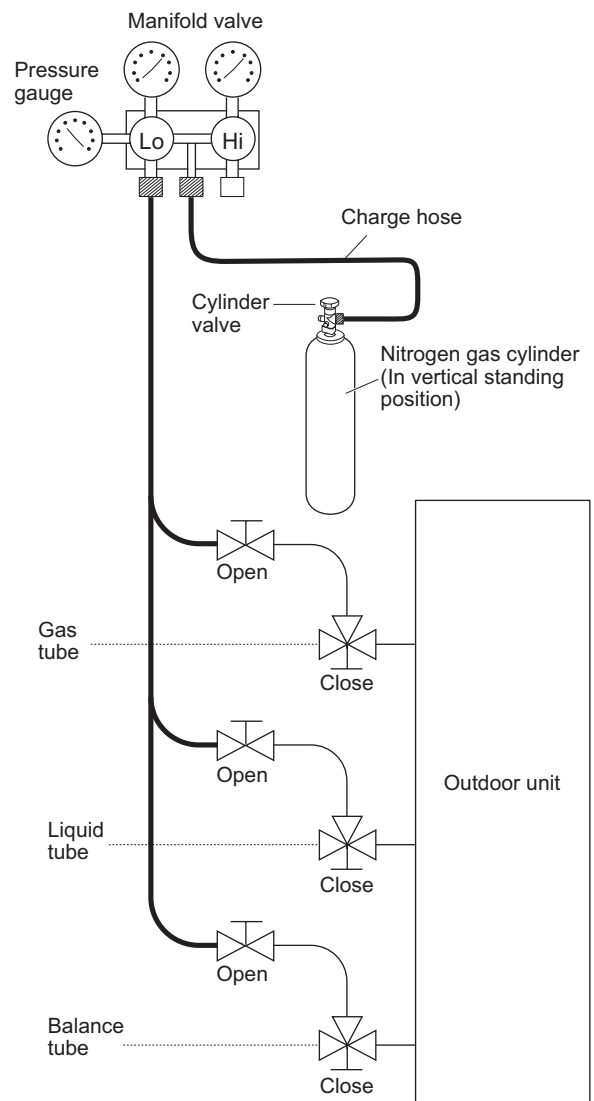 Manifold valve
Pressure
gauge
Lo
Hi
Charge hose
Cylinder
valve
Nitrogen gas cylinder
(In vertical standing
position)
Open
Gas
tube
Close
Open
Outdoor unit
Liquid
tube
Close
Open
Balance
tube
Close